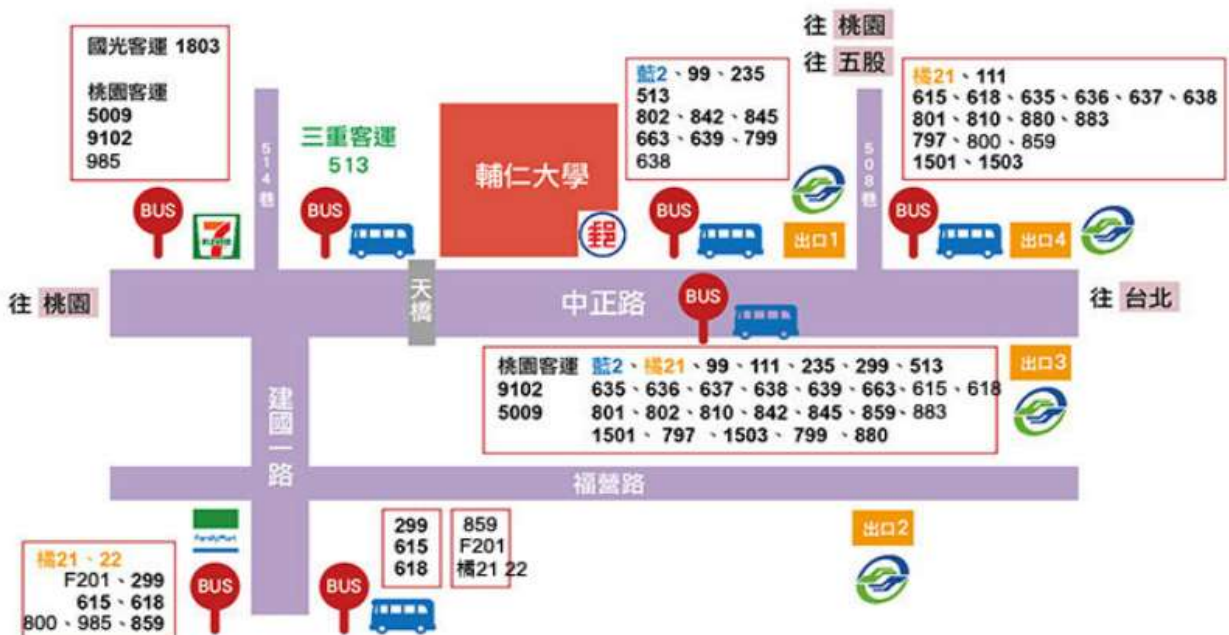 往 桃園
往 五股
國光客運 1803
桃園客運
5009
9102
985
514巷
三重客運
513
輔仁大學
郵
藍2、99、235
513
802、842、845
663、639、799
638
508巷
橘21、111
615、618、635、636、637、638
801、810、880、883
797、800、859
1501、1503
BUS
7
ELEVEN
BUS
BUS
出口1
BUS
出口4
往 桃園
天橋
中正路
BUS
往 台北
桃園客運 藍2、橘21、99、111、235、299、513
9102 635、636、637、638、639、663、615、618
5009 801、802、810、842、845、859、883
1501、797、1503、799、880
出口3
建國一路
福營路
FamilyMart
橘21、22
F201、299
615、618
800、985、859
BUS
BUS
299
615
618
859
F201
橘21 22
出口2